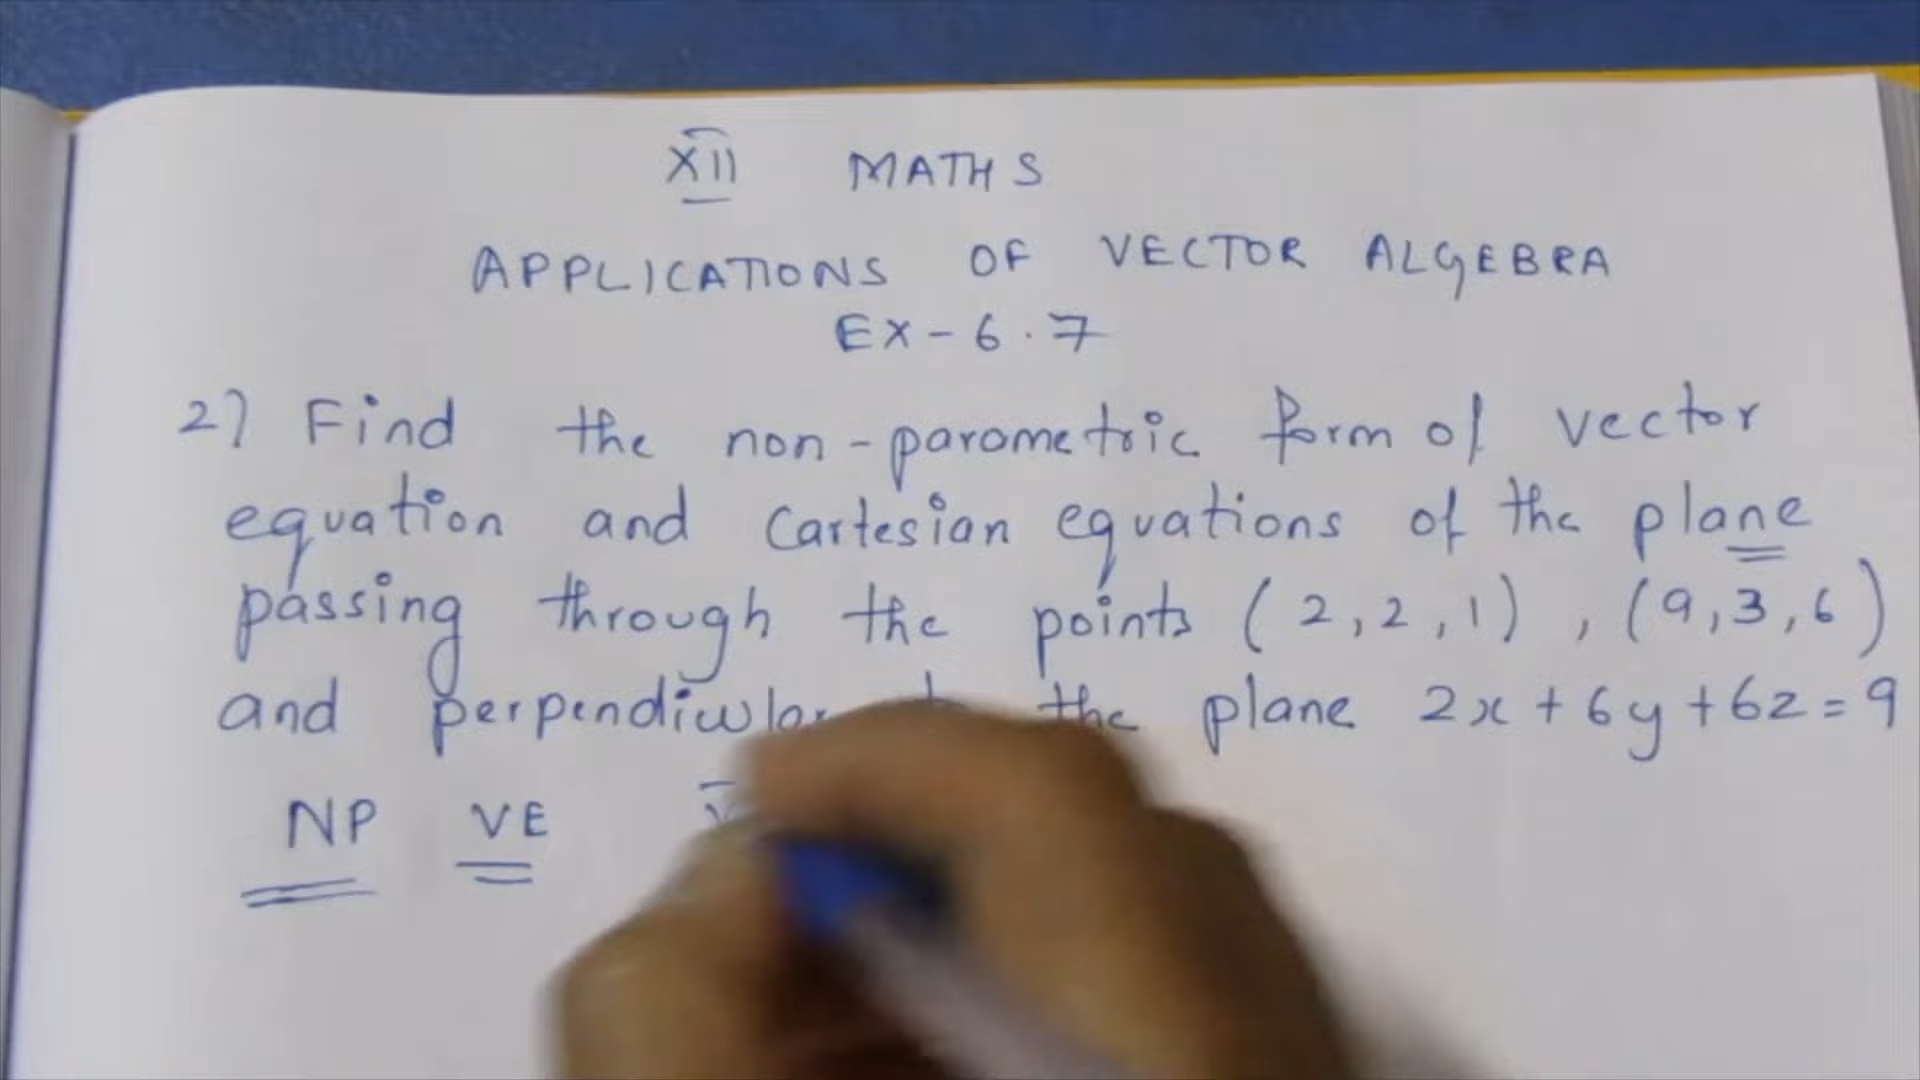 XII MATHS
APPLICATIONS OF VECTOR ALGEBRA
EX-6.7
2) Find the non-parametric form of vector
equation and Cartesian equations of the plane
passing through the points (2,2,1), (9,3,6)
and perpendicular the plane 2x+6y+6z=9
NP VE